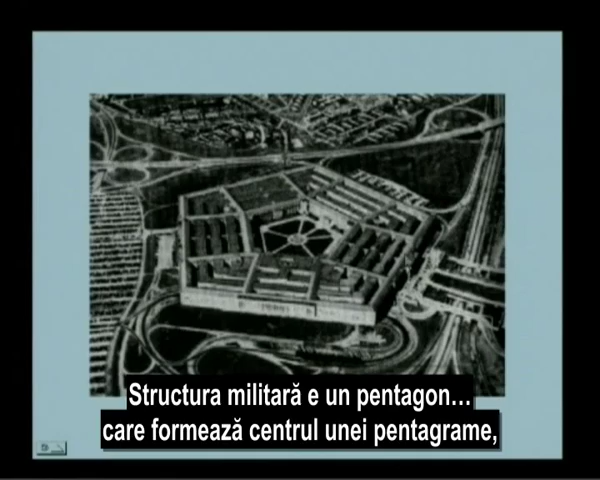 Structura militară e un pentagon…
care formează centrul unei pentagrame,